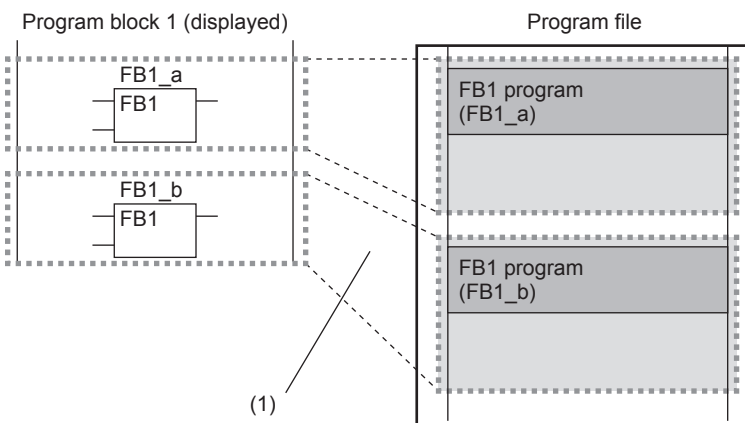 Program block 1 (displayed)
Program file
FB1_a
FB1
FB1_b
FB1
FB1 program
(FB1_a)
FB1 program
(FB1_b)
(1)